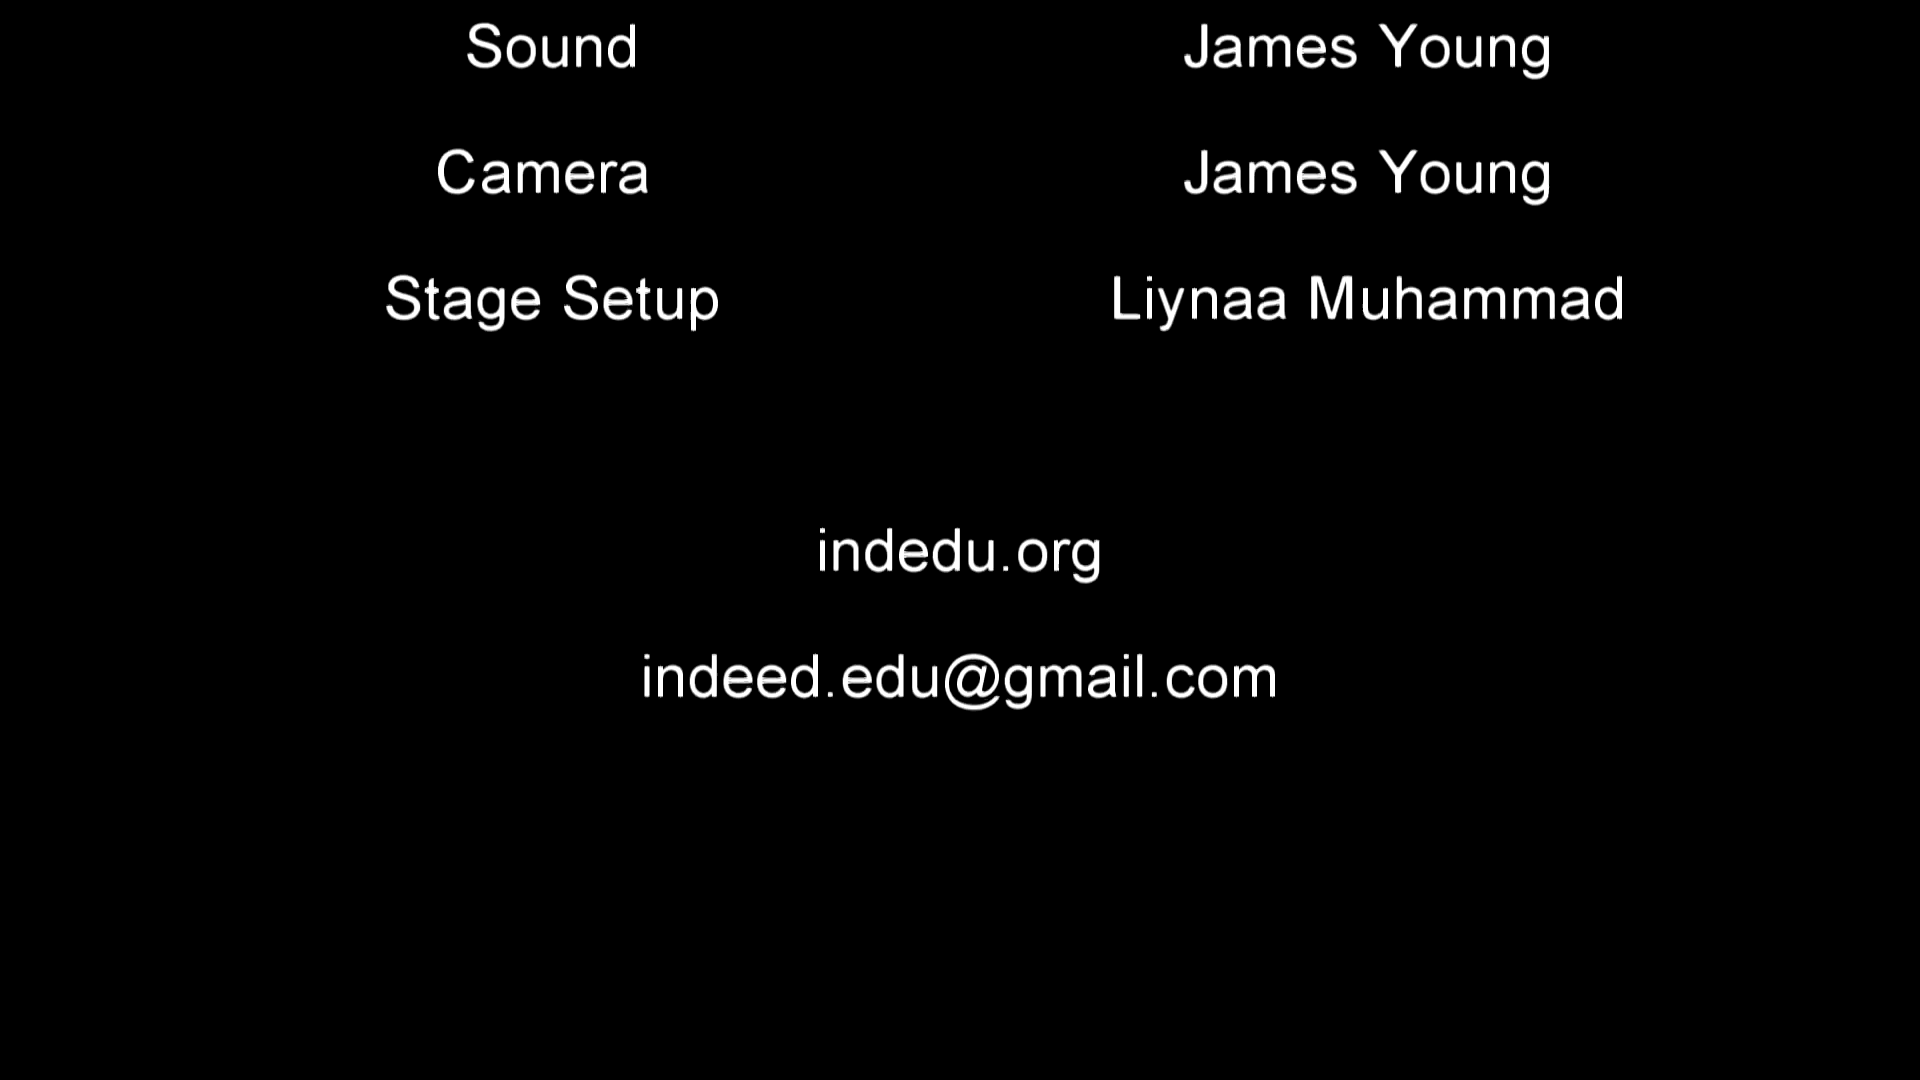 Sound James Young
Camera James Young
Stage Setup Liynaa Muhammad
indedu.org
indeed.edu@gmail.com